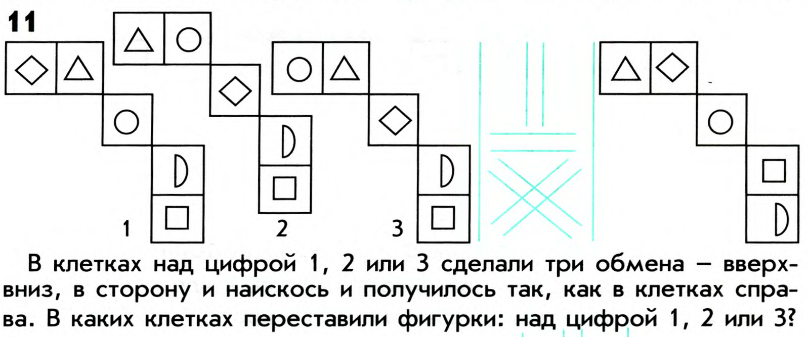 11
1
2
3
В клетках над цифрой 1, 2 или 3 сделали три обмена – вверх-
вниз, в сторону и наискось и получилось так, как в клетках спра-
ва. В каких клетках переставили фигурки: над цифрой 1, 2 или 3?